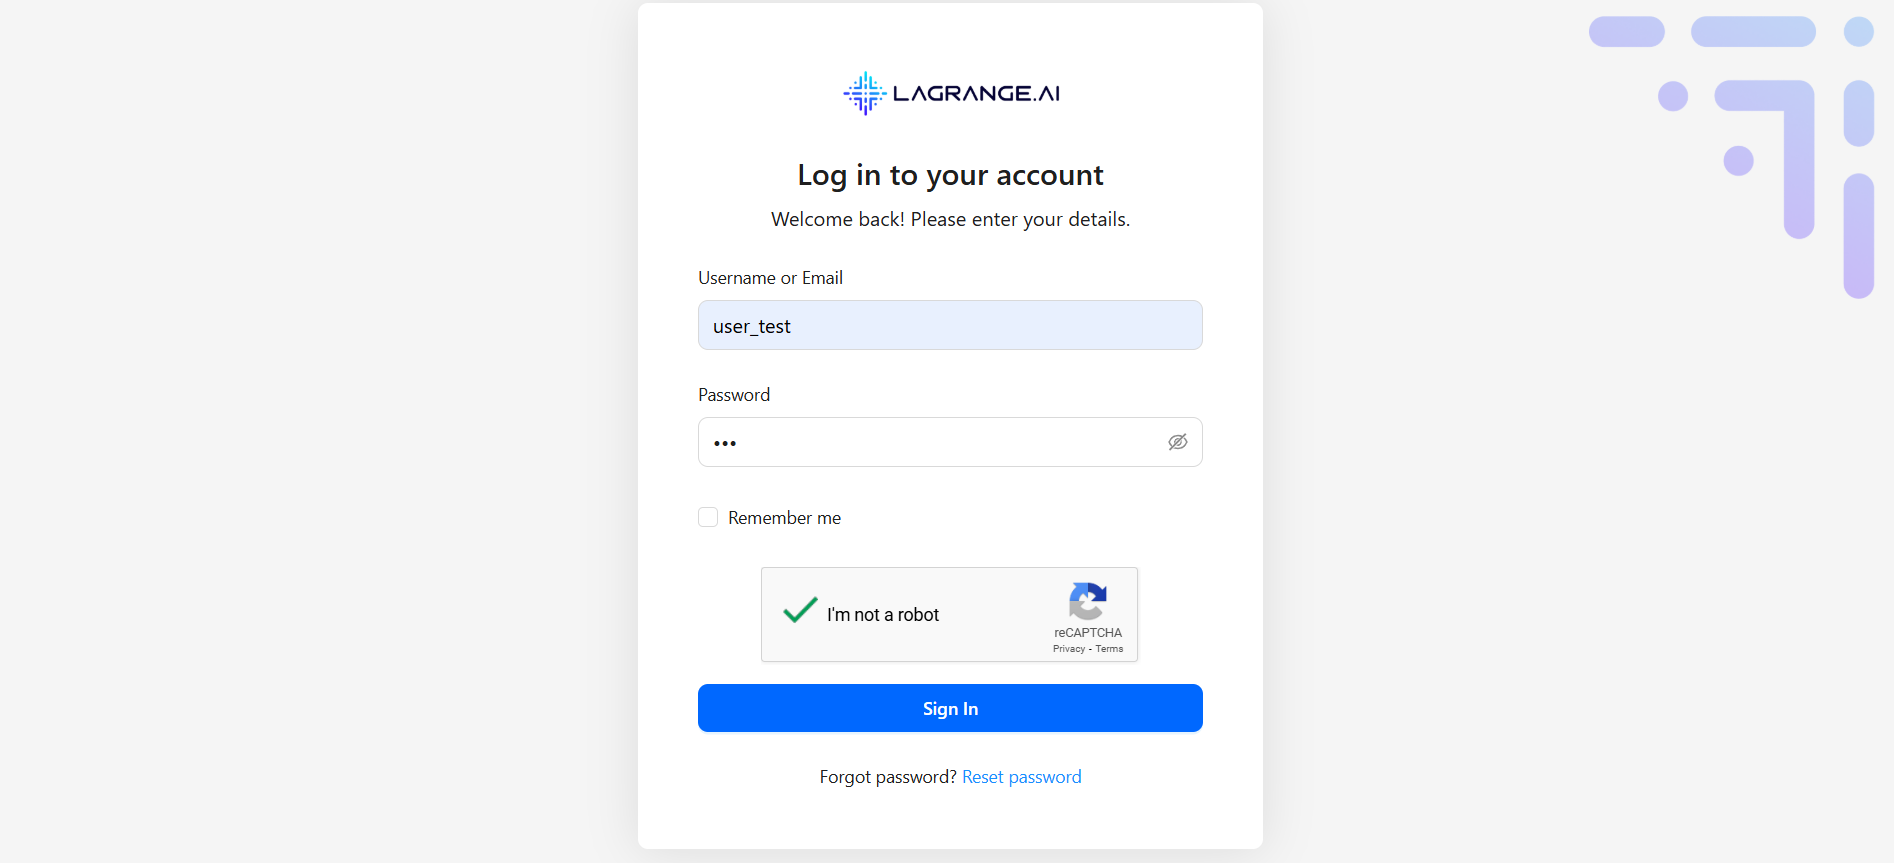 LAGRANGE.AI
Log in to your account
Welcome back! Please enter your details.
Username or Email
user_test
Password
•••
Remember me
I'm not a robot
reCAPTCHA
Privacy - Terms
Sign In
Forgot password? Reset password